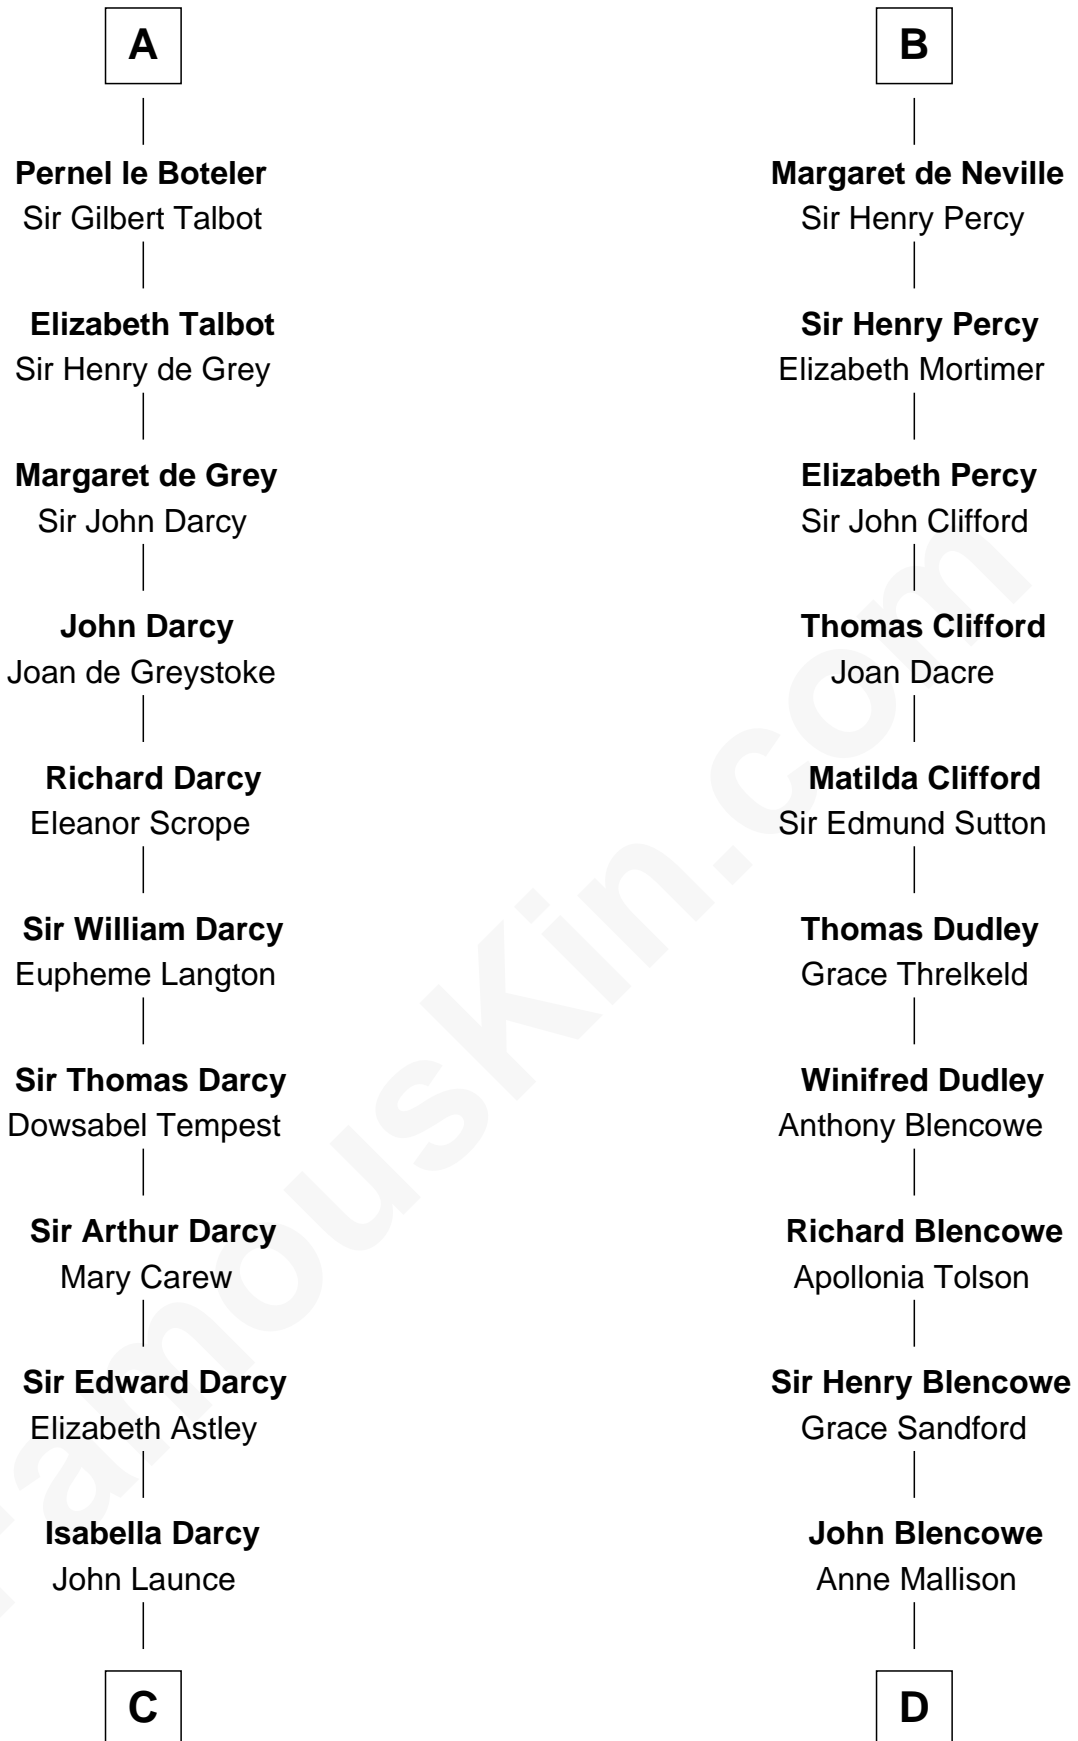 A
Pernel le Boteler
Sir Gilbert Talbot
Elizabeth Talbot
Sir Henry de Grey
Margaret de Grey
Sir John Darcy
John Darcy
Joan de Greystoke
Richard Darcy
Eleanor Scrope
Sir William Darcy
Eupheme Langton
Sir Thomas Darcy
Dowsabel Tempest
Sir Arthur Darcy
Mary Carew
Sir Edward Darcy
Elizabeth Astley
Isabella Darcy
John Launce
C
B
Margaret de Neville
Sir Henry Percy
Sir Henry Percy
Elizabeth Mortimer
Elizabeth Percy
Sir John Clifford
Thomas Clifford
Joan Dacre
Matilda Clifford
Sir Edmund Sutton
Thomas Dudley
Grace Threlkeld
Winifred Dudley
Anthony Blencowe
Richard Blencowe
Apollonia Tolson
Sir Henry Blencowe
Grace Sandford
John Blencowe
Anne Mallison
D
FamousKin.com